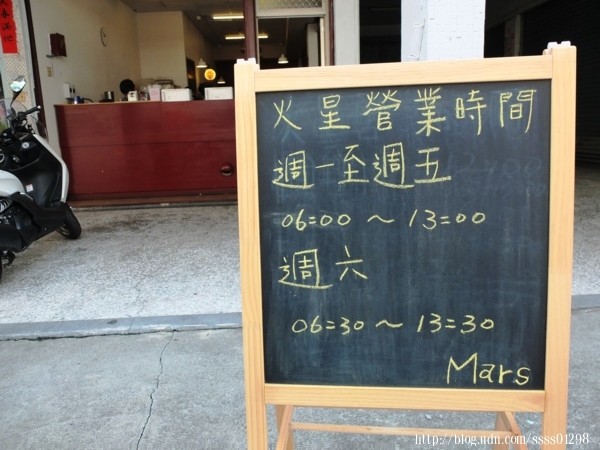 火星營業時間
週一至週五
06=00 ~ 13=00
週六
06=30 ~ 13=30
Mars
http://blog.udn.com/ssss01298